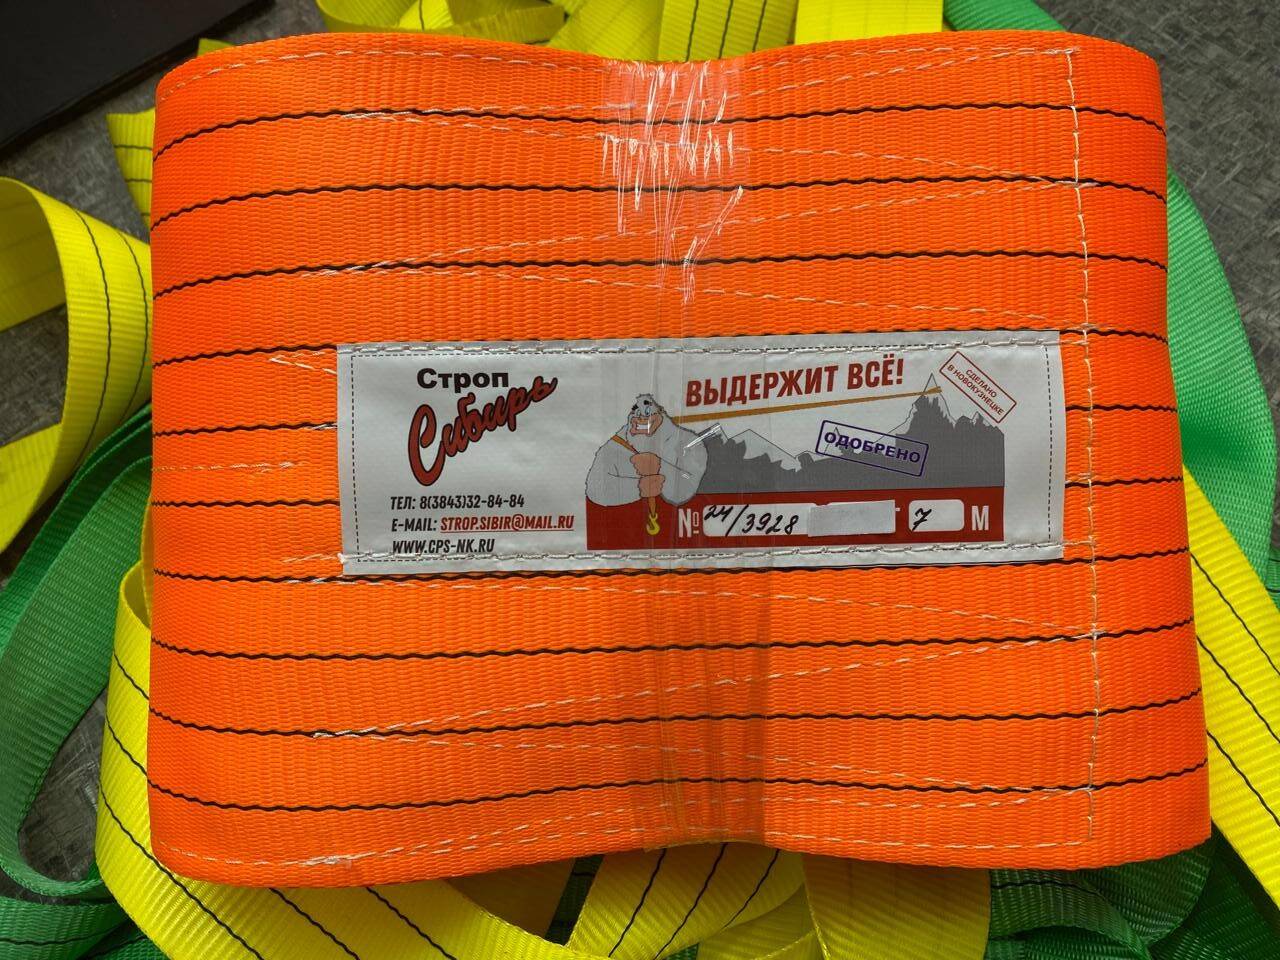 Строп
Сибирь
ТЕЛ: 8(3843)32-84-84
E-MAIL: STROP.SIBIR@MAIL.RU
WWW.CPS-NK.RU
ВЫДЕРЖИТ ВСЁ!
СДЕЛАНО
В НОВОКУЗНЕЦКЕ
ОДОБРЕНО
№ 24/3928 7 М